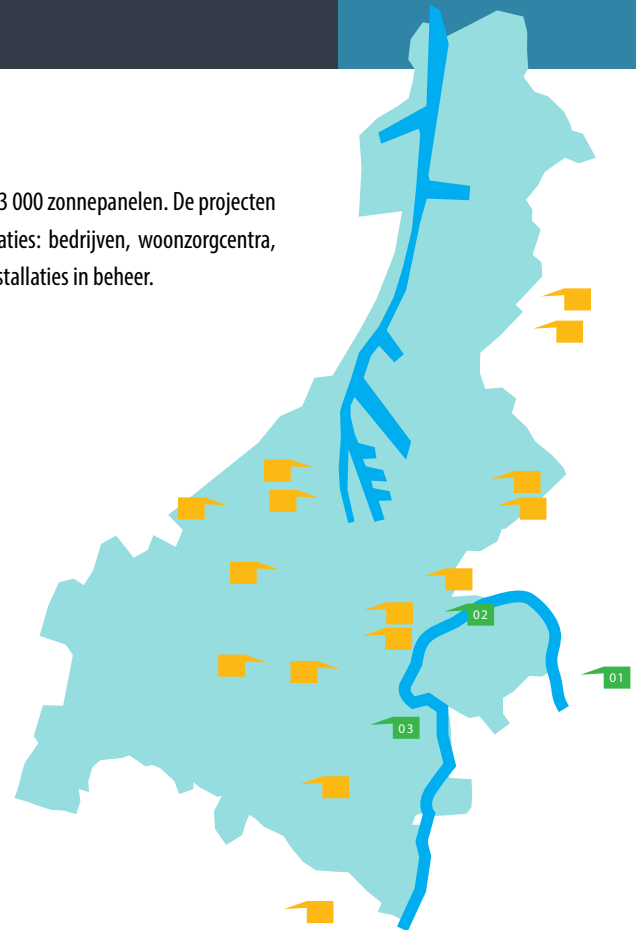 3 000 zonnepanelen. De projecten
aties: bedrijven, woonzorgcentra,
stallaties in beheer.
02
01
03